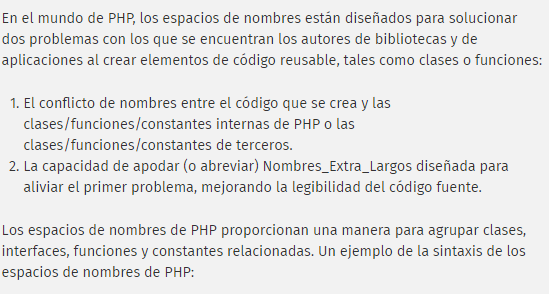 En el mundo de PHP, los espacios de nombres están diseñados para solucionar
dos problemas con los que se encuentran los autores de bibliotecas y de
aplicaciones al crear elementos de código reusable, tales como clases o funciones:
1. El conflicto de nombres entre el código que se crea y las
clases/funciones/constantes internas de PHP o las
clases/funciones/constantes de terceros.
2. La capacidad de apodar (o abreviar) Nombres_Extra_Largos diseñada para
aliviar el primer problema, mejorando la legibilidad del código fuente.
Los espacios de nombres de PHP proporcionan una manera para agrupar clases,
interfaces, funciones y constantes relacionadas. Un ejemplo de la sintaxis de los
espacios de nombres de PHP: